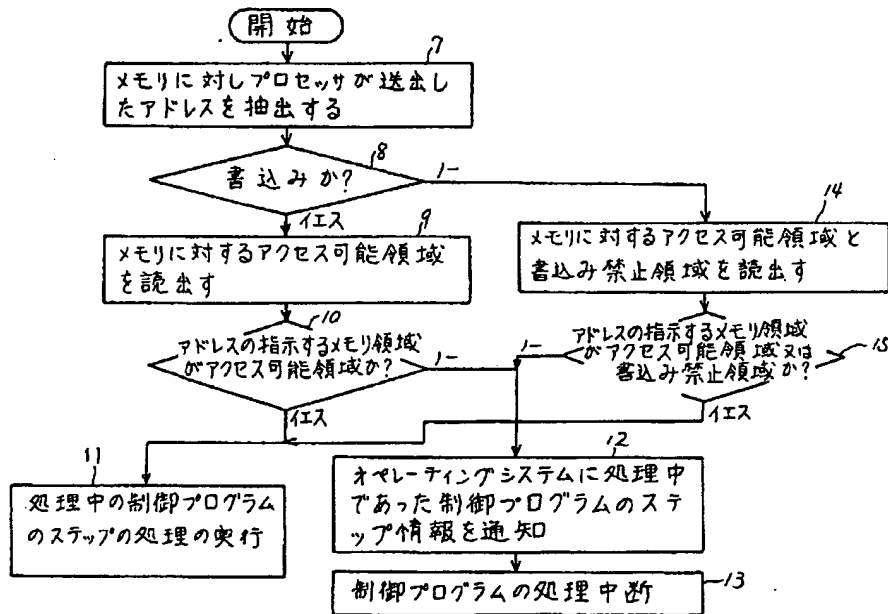 開始
7
メモリに対しプロセッサが送出し
たアドレスを抽出する
8
書込みか?
ノー
イエス
9
メモリに対するアクセス可能領域
を読出す
14
メモリに対するアクセス可能領域と
書込み禁止領域を読出す
10
アドレスの指示するメモリ領域
がアクセス可能領域か?
ノー
イエス
ノー
アドレスの指示するメモリ領域
がアクセス可能領域又は
書込み禁止領域か?
15
イエス
11
処理中の制御プログラム
のステップの処理の実行
12
オペレーティングシステムに処理中
であった制御プログラムのステ
ップ情報を通知
制御プログラムの処理中断
13